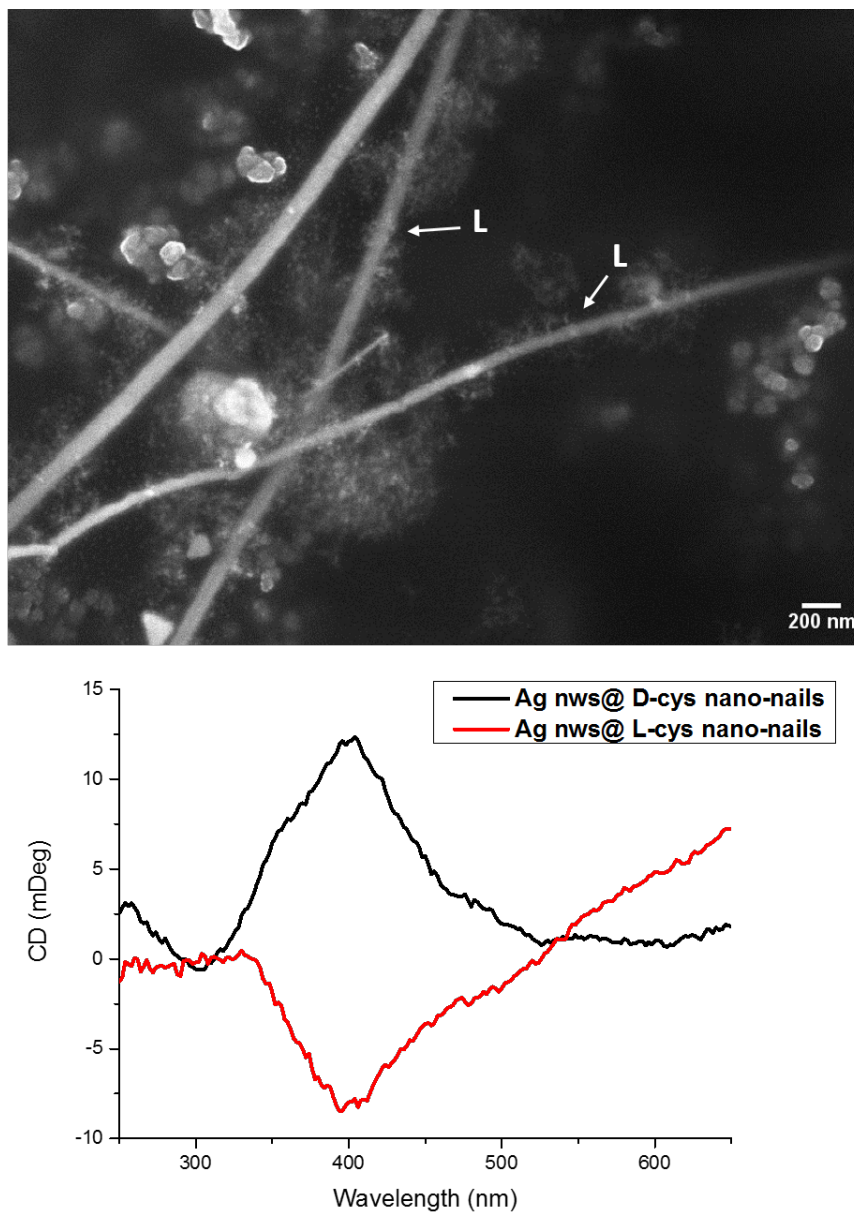 L
L
200 nm
Ag nws@ D-cys nano-nails
Ag nws@ L-cys nano-nails
15
10
5
0
-5
-10
CD (mDeg)
300
400
500
600
Wavelength (nm)